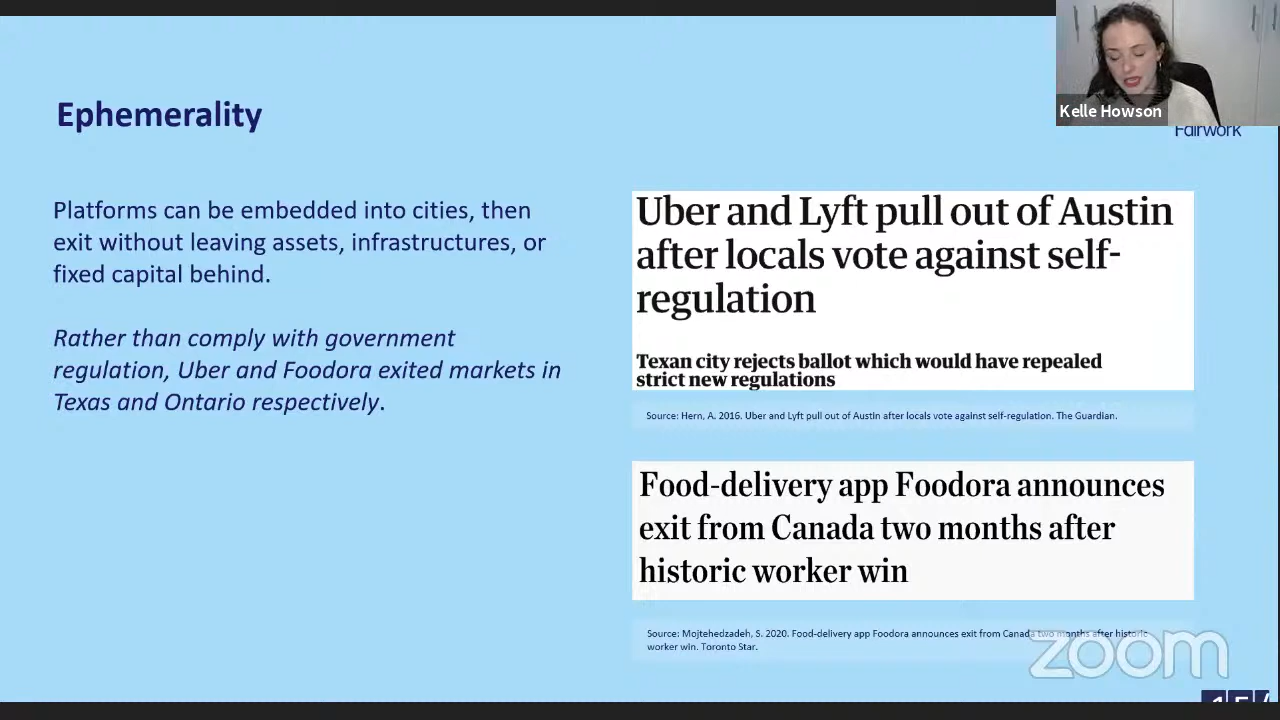 Ephemerality
Kelle Howson
Fairwork
Platforms can be embedded into cities, then
exit without leaving assets, infrastructures, or
fixed capital behind.
Rather than comply with government
regulation, Uber and Foodora exited markets in
Texas and Ontario respectively.
Uber and Lyft pull out of Austin
after locals vote against self-
regulation
Texan city rejects ballot which would have repealed
strict new regulations
Source: Hern, A. 2016. Uber and Lyft pull out of Austin after locals vote against self-regulation. The Guardian.
Food-delivery app Foodora announces
exit from Canada two months after
historic worker win
Source: Mojtehedzadeh, S. 2020. Food-delivery app Foodora announces exit from Canada two months after historic
worker win. Toronto Star.
zoom